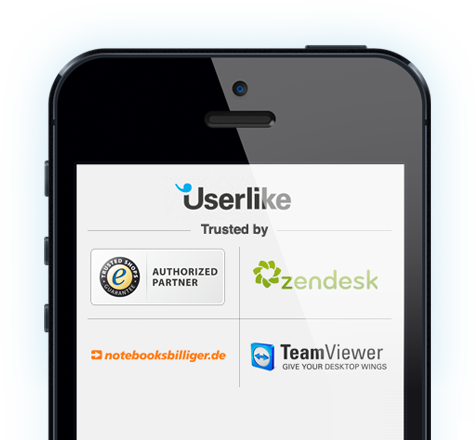 Userlike
Trusted by
TRUSTED SHOPS
GUARANTEE
e
AUTHORIZED
PARTNER
zendesk
notebooksbilliger.de
TeamViewer
GIVE YOUR DESKTOP WINGS